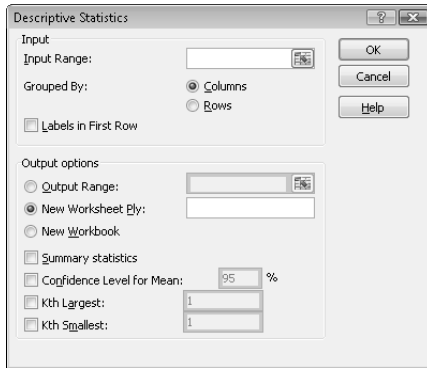 Descriptive Statistics
Input
Input Range:
Grouped By:
Columns
Rows
Labels in First Row
OK
Cancel
Help
Output options
Output Range:
New Worksheet Ply:
New Workbook
Summary statistics
Confidence Level for Mean: 95 %
Kth Largest: 1
Kth Smallest: 1